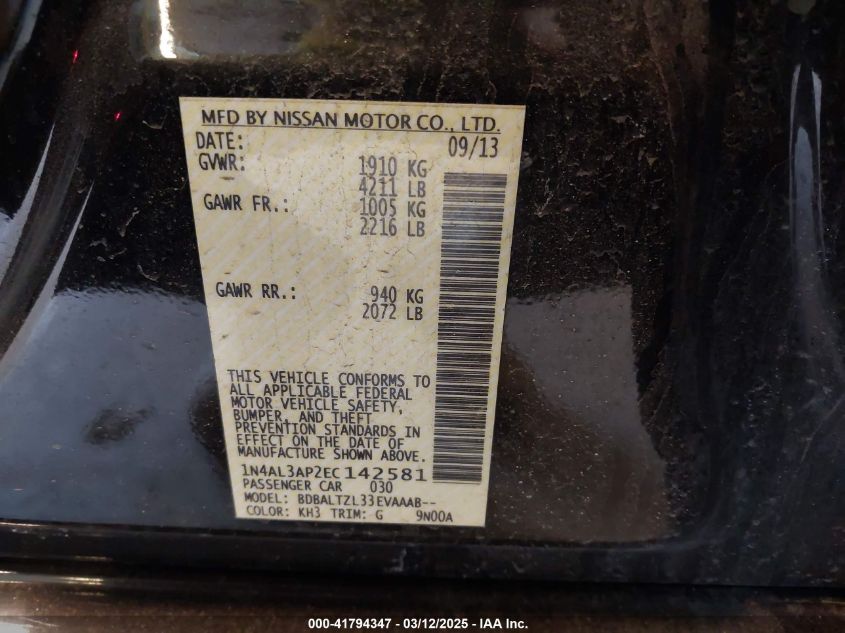 MFD BY NISSAN MOTOR CO., LTD.
DATE: 09/13
GVWR: 1910 KG
4211 LB
GAWR FR.: 1005 KG
2216 LB
GAWR RR.: 940 KG
2072 LB
THIS VEHICLE CONFORMS TO
ALL APPLICABLE FEDERAL
MOTOR VEHICLE SAFETY,
BUMPER, AND THEFT
PREVENTION STANDARDS IN
EFFECT ON THE DATE OF
MANUFACTURE SHOWN ABOVE.
1N4AL3AP2EC142581
PASSENGER CAR 030
MODEL: BDBALTZL33EVAAAB--
COLOR: KH3 TRIM: G 9N00A
000-41794347 - 03/12/2025 - IAA Inc.